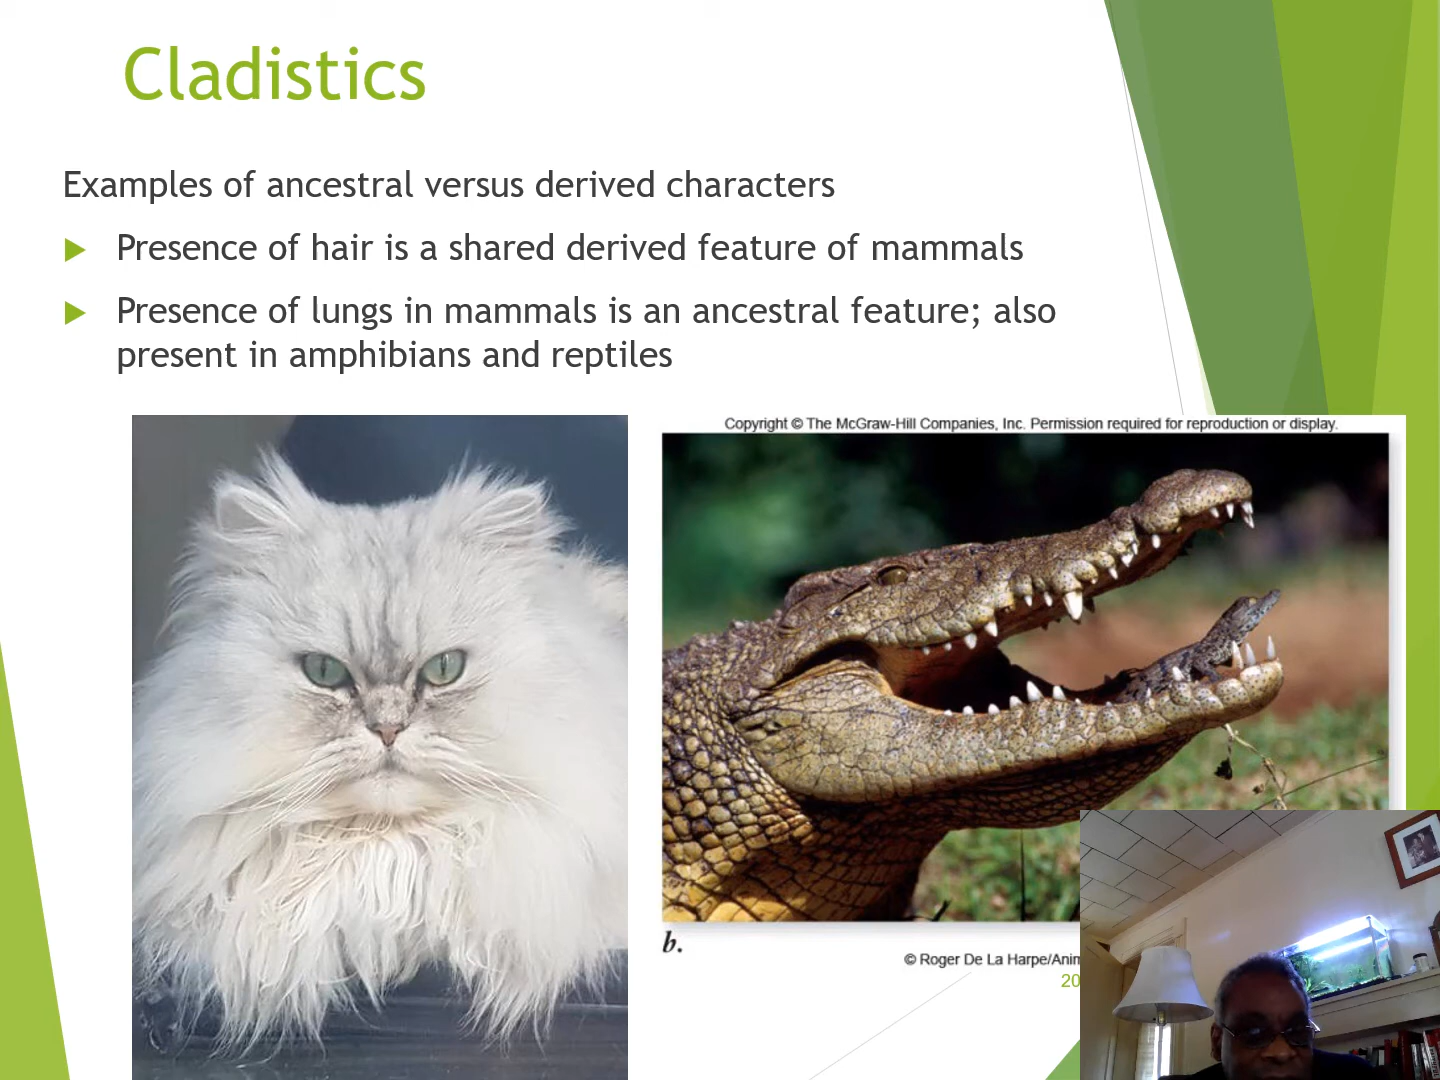 Cladistics
Examples of ancestral versus derived characters
Presence of hair is a shared derived feature of mammals
Presence of lungs in mammals is an ancestral feature; also
present in amphibians and reptiles
Copyright © The McGraw-Hill Companies, Inc. Permission required for reproduction or display.
b.
© Roger De La Harpe/Anim
20